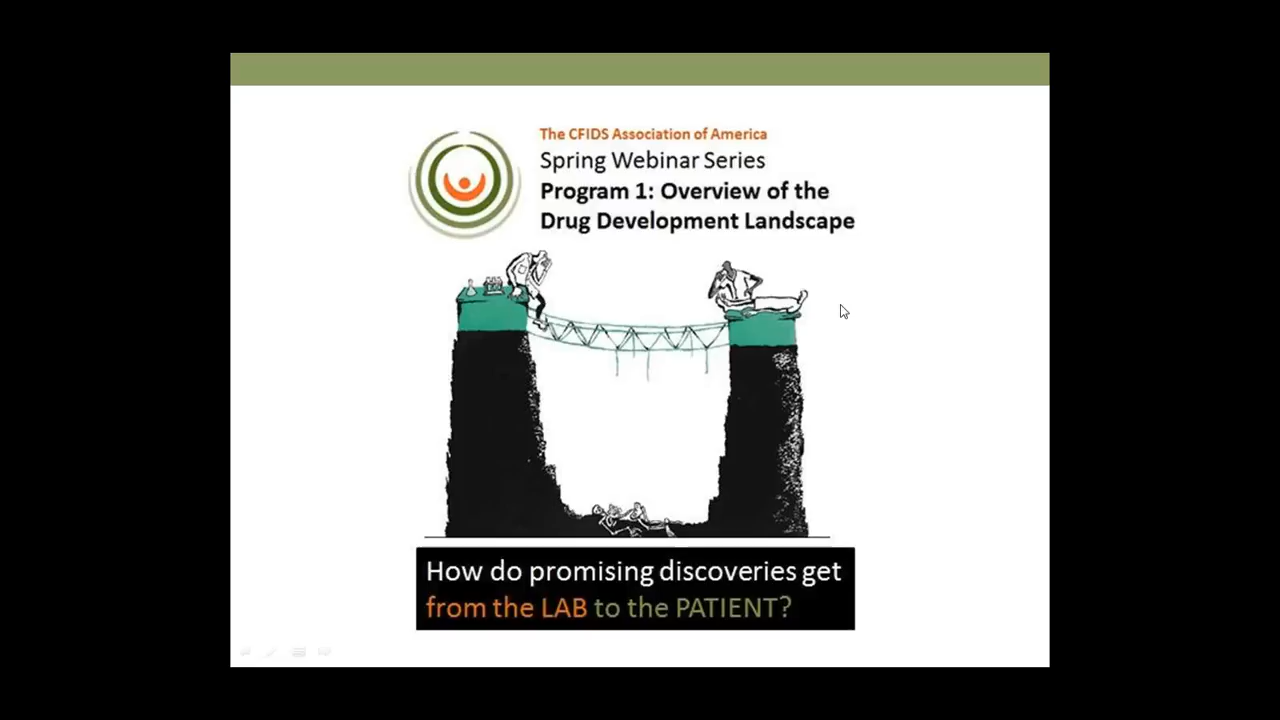 The CFIDS Association of America
Spring Webinar Series
Program 1: Overview of the
Drug Development Landscape
How do promising discoveries get
from the LAB to the PATIENT?